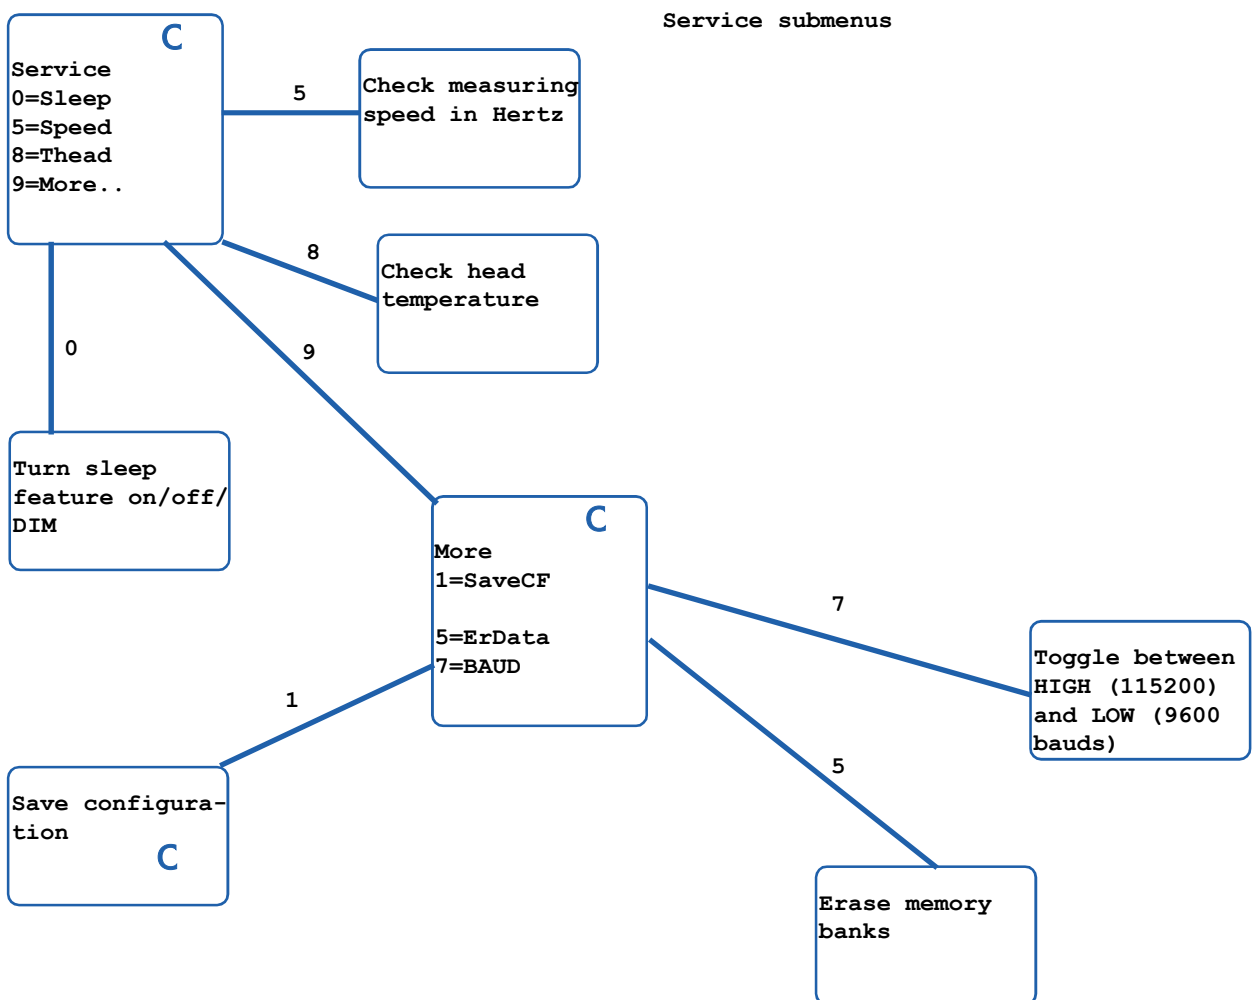 Service submenus
C
Service
0=Sleep
5=Speed
8=Thead
9=More..
5
Check measuring
speed in Hertz
8
Check head
temperature
0
9
Turn sleep
feature on/off/
DIM
C
More
1=SaveCF
5=ErData
7=BAUD
7
Toggle between
HIGH (115200)
and LOW (9600
bauds)
1
5
Save configura-
tion
C
Erase memory
banks